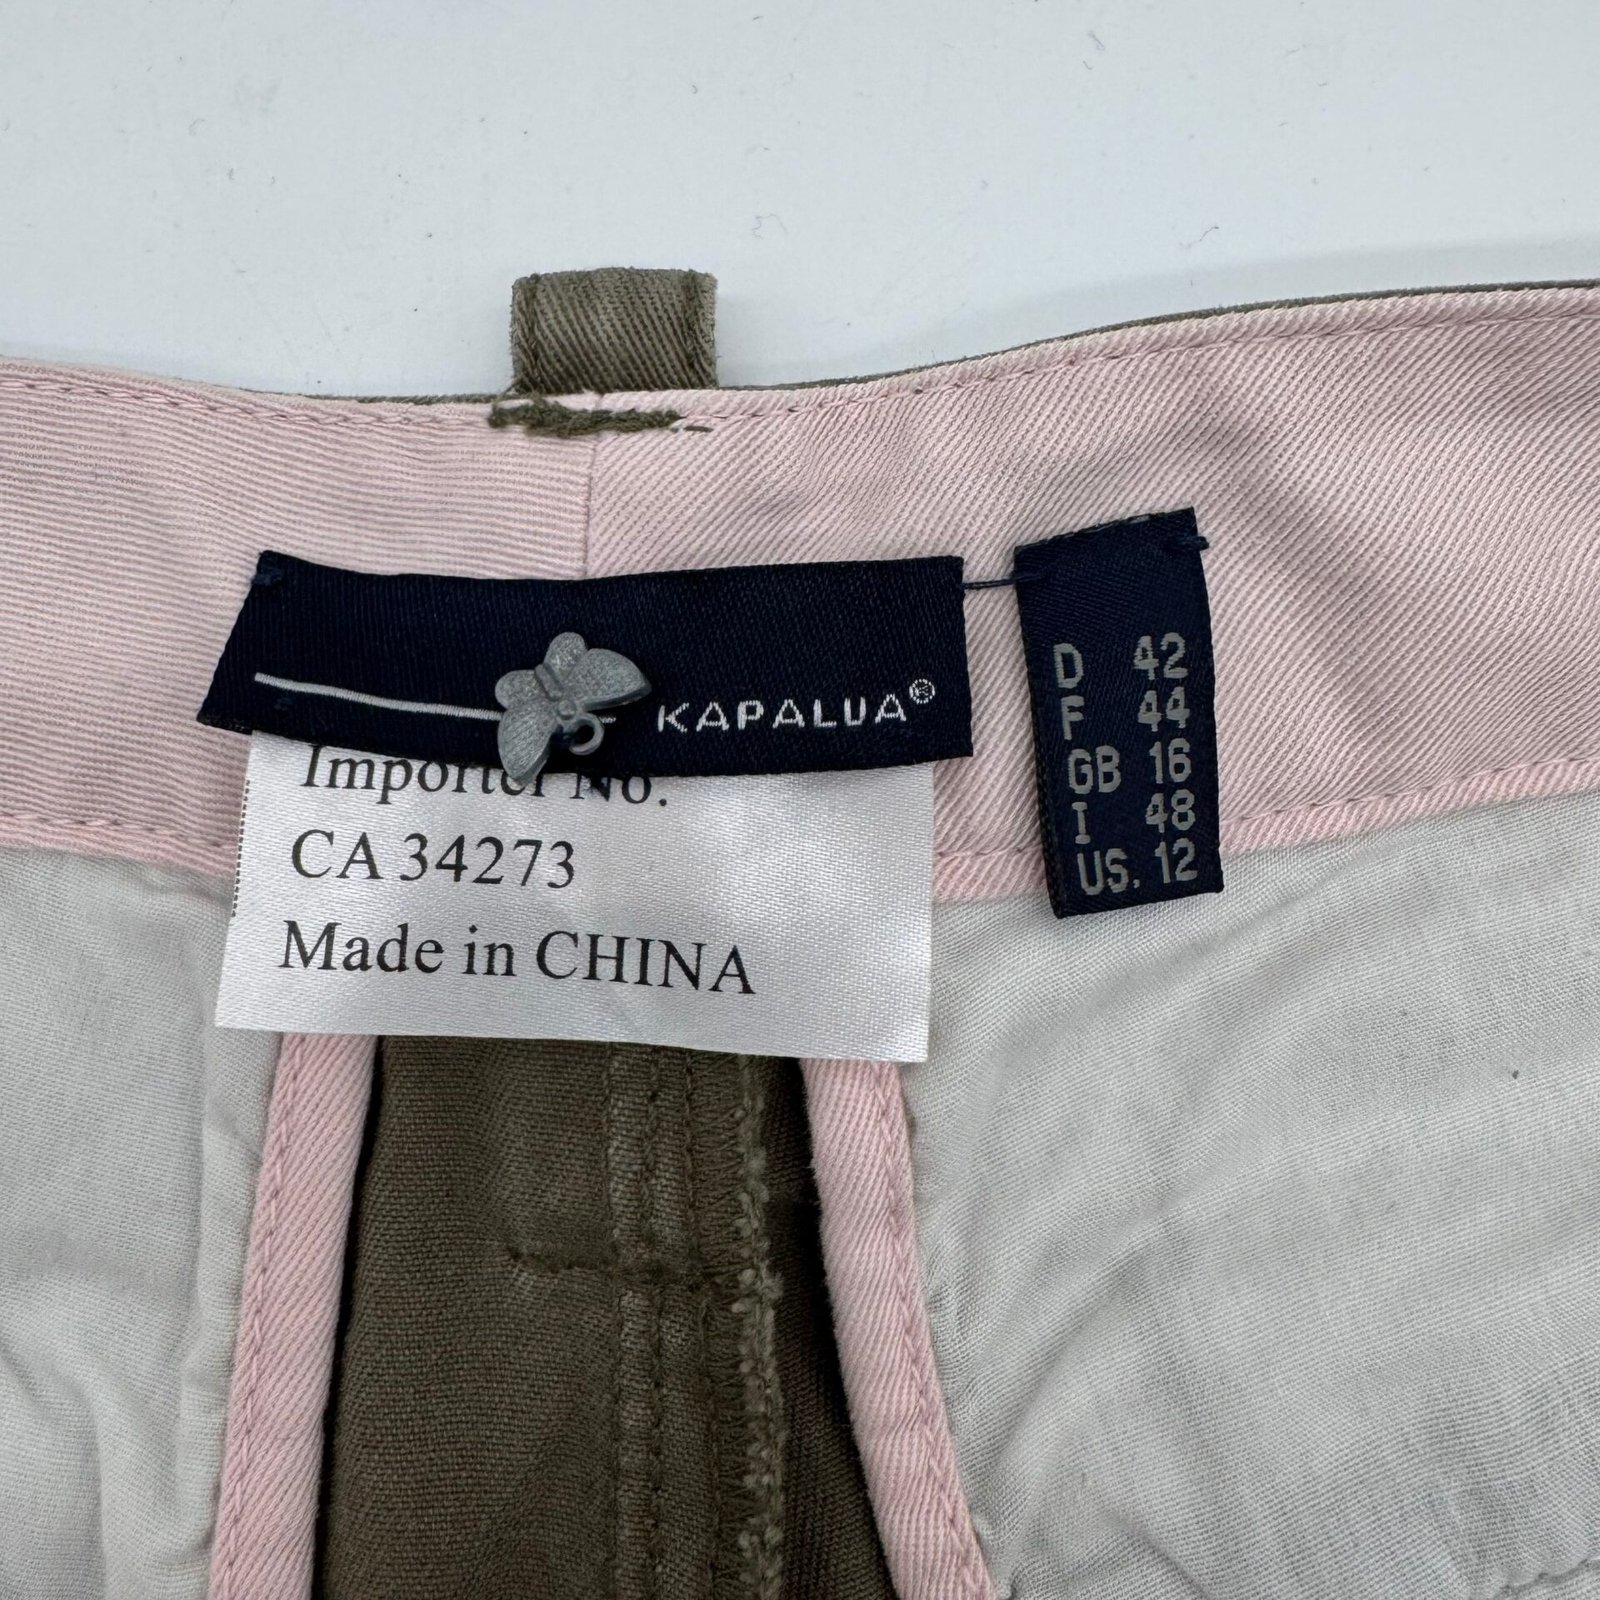 KAPALUA®
Importer No.
CA 34273
Made in CHINA
D 42
F 44
GB 16
I 48
US. 12